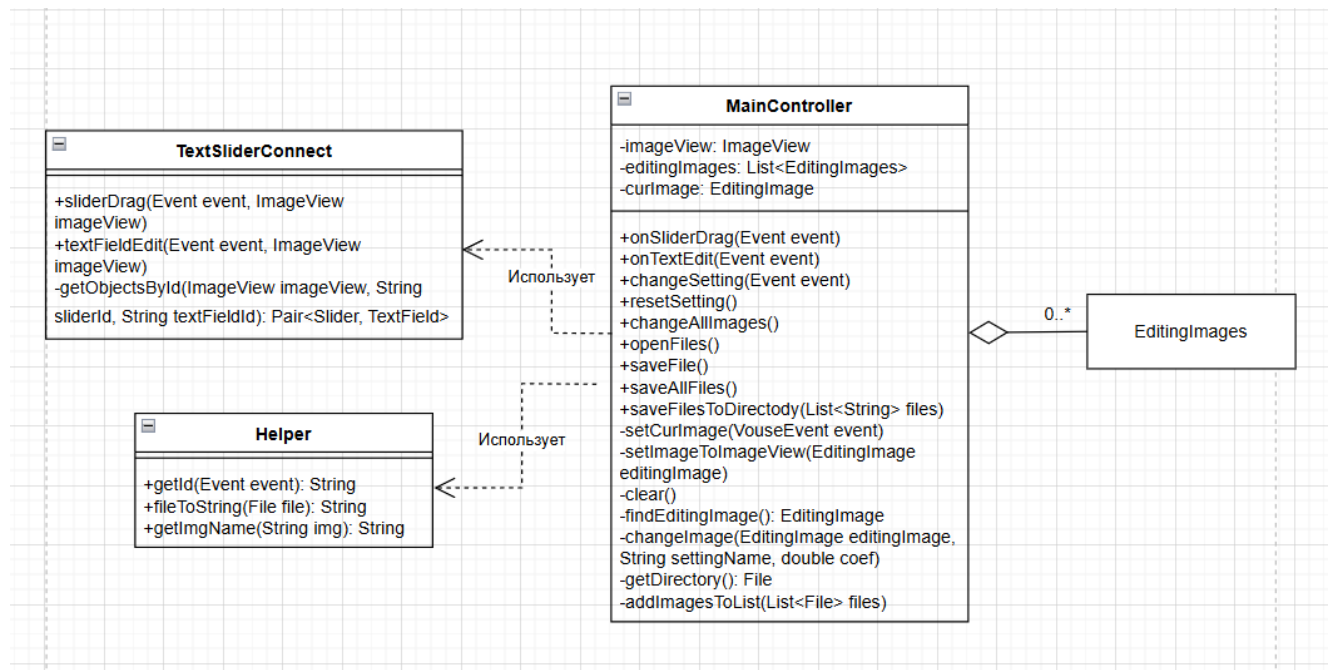 TextSliderConnect
+sliderDrag(Event event, ImageView
imageView)
+textFieldEdit(Event event, ImageView
imageView)
-getObjectsById(ImageView imageView, String
sliderId, String textFieldId): Pair<Slider, TextField>
Helper
+getId(Event event): String
+fileToString(File file): String
+getImgName(String img): String
Использует
Использует
MainController
-imageView: ImageView
-editingImages: List<EditingImages>
-curImage: EditingImage
+onSliderDrag(Event event)
+onTextEdit(Event event)
+changeSetting(Event event)
+resetSetting()
+changeAllImages()
+openFiles()
+saveFile()
+saveAllFiles()
+saveFilesToDirectody(List<String> files)
-setCurImage(VouseEvent event)
-setImageToImageView(EditingImage
editingImage)
-clear()
-findEditingImage(): EditingImage
-changeImage(EditingImage editingImage,
String settingName, double coef)
-getDirectory(): File
-addImagesToList(List<File> files)
0..*
EditingImages